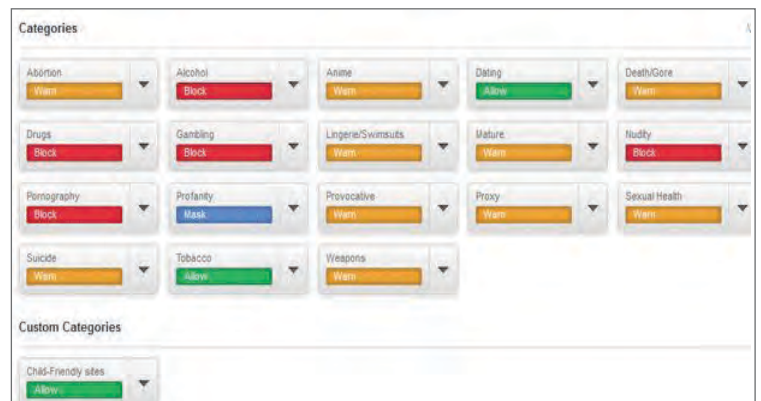 Categories
Abortion Alcohol Anime Dating Death/Gore
Warn Block Warn Allow Warn
Drugs Gambling Lingerie/Swimsuits Mature Nudity
Block Block Warn Warn Block
Pornography Profanity Provocative Proxy Sexual Health
Block Mask Warn Warn Warn
Suicide Tobacco Weapons
Warn Allow Warn
Custom Categories
Child-Friendly sites
Allow